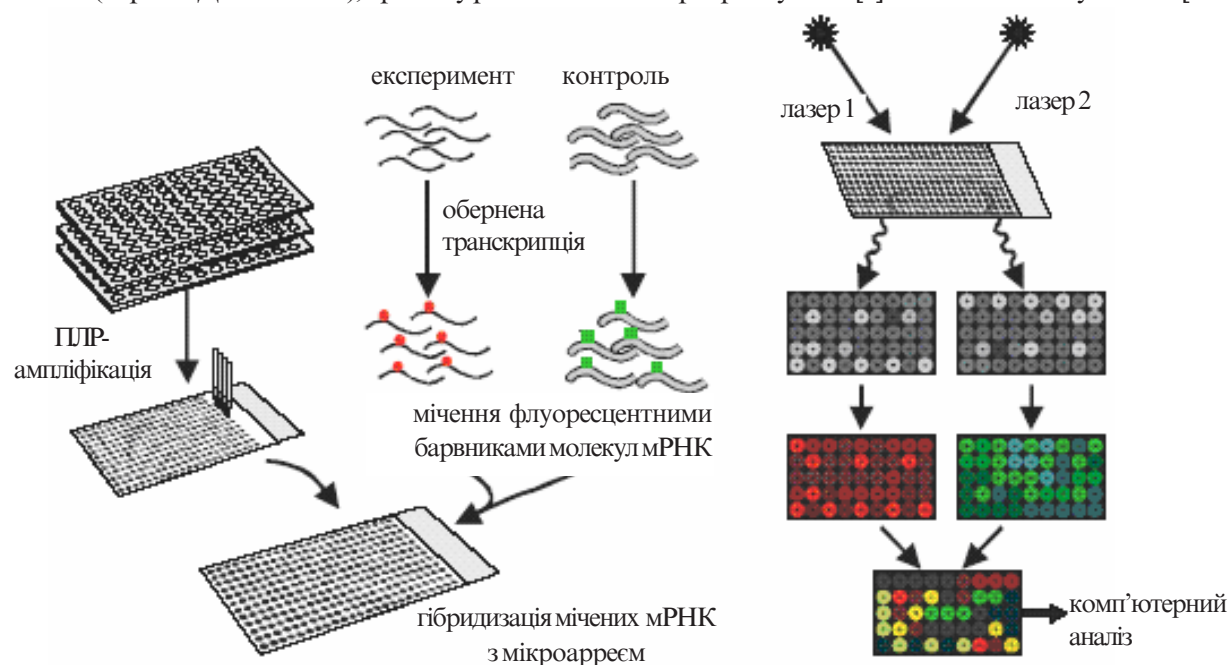 експеримент
контроль
лазер 1
лазер 2
обернена
транскрипція
ПЛР-
ампліфікація
мічення флуоресцентними
барвниками молекул мРНК
гібридизація мічених мРНК
з мікроарреєм
комп’ютерний
аналіз